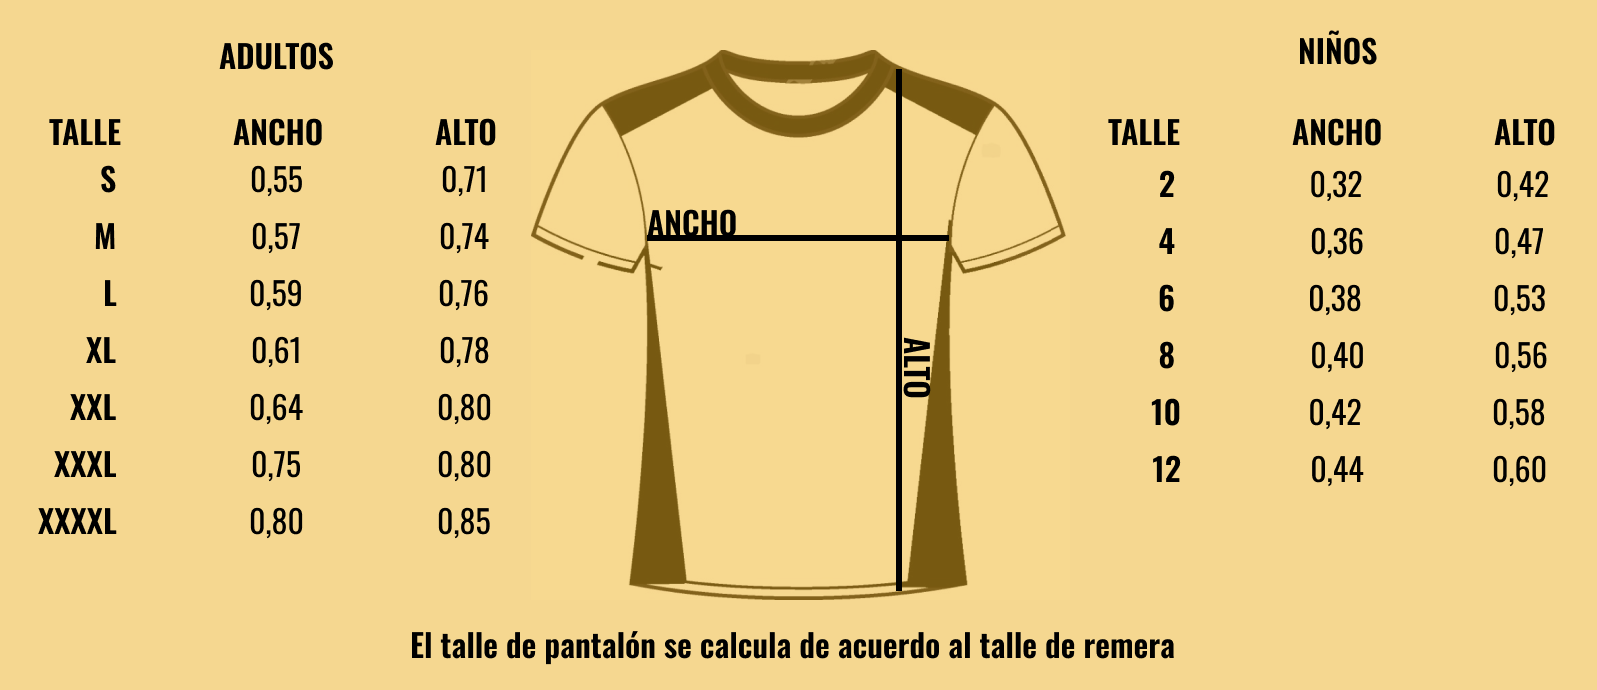 ADULTOS
TALLE ANCHO ALTO
S 0,55 0,71
M 0,57 0,74
L 0,59 0,76
XL 0,61 0,78
XXL 0,64 0,80
XXXL 0,75 0,80
XXXXL 0,80 0,85
ANCHO
ALTO
NIÑOS
TALLE ANCHO ALTO
2 0,32 0,42
4 0,36 0,47
6 0,38 0,53
8 0,40 0,56
10 0,42 0,58
12 0,44 0,60
El talle de pantalón se calcula de acuerdo al talle de remera